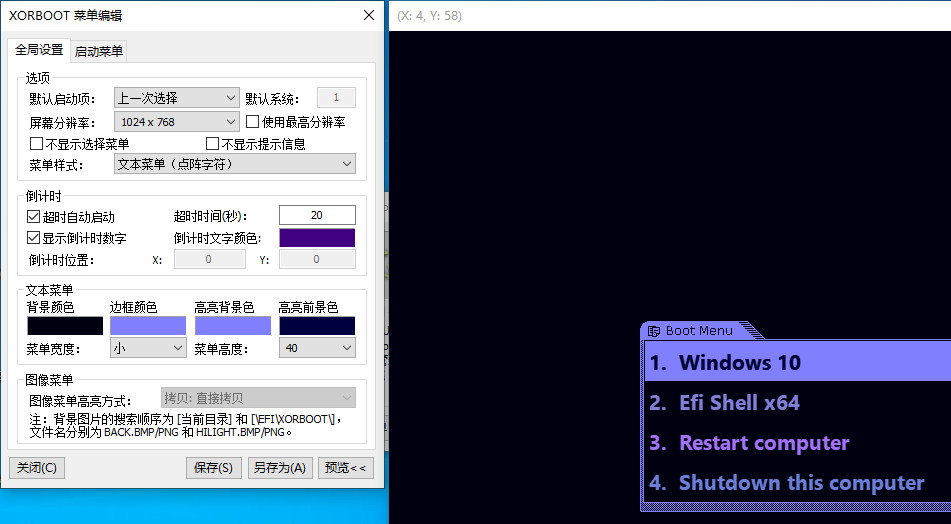 XORBOOT 菜单编辑
全局设置 启动菜单
选项
默认启动项： 上一次选择 默认系统： 1
屏幕分辨率： 1024 x 768 使用最高分辨率
不显示选择菜单 不显示提示信息
菜单样式： 文本菜单（点阵字符）
倒计时
超时自动启动 超时时间(秒)： 20
显示倒计时数字 倒计时文字颜色：
倒计时位置： X: 0 Y: 0
文本菜单
背景颜色 边框颜色 高亮背景色 高亮前景色
菜单宽度： 小 菜单高度： 40
图像菜单
图像菜单高亮方式： 拷贝: 直接拷贝
注：背景图片的搜索顺序为 [当前目录] 和 [\EFI\XORBOOT\]，
文件名分别为 BACK.BMP/PNG 和 HILIGHT.BMP/PNG。
关闭(C) 保存(S) 另存为(A) 预览<<
(X: 4, Y: 58)
Boot Menu
1. Windows 10
2. Efi Shell x64
3. Restart computer
4. Shutdown this computer